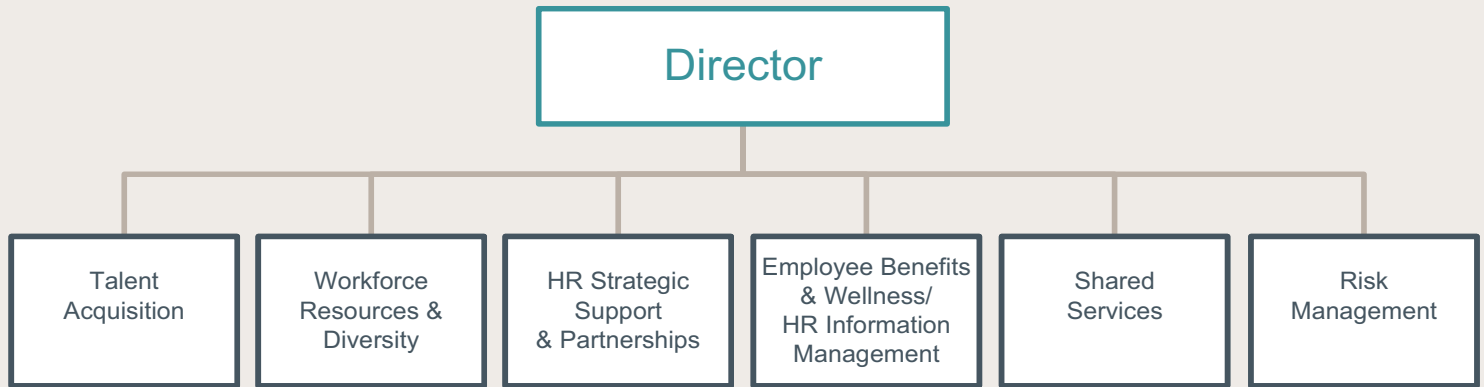 Director
Talent
Acquisition
Workforce
Resources &
Diversity
HR Strategic
Support
& Partnerships
Employee Benefits
& Wellness/
HR Information
Management
Shared
Services
Risk
Management